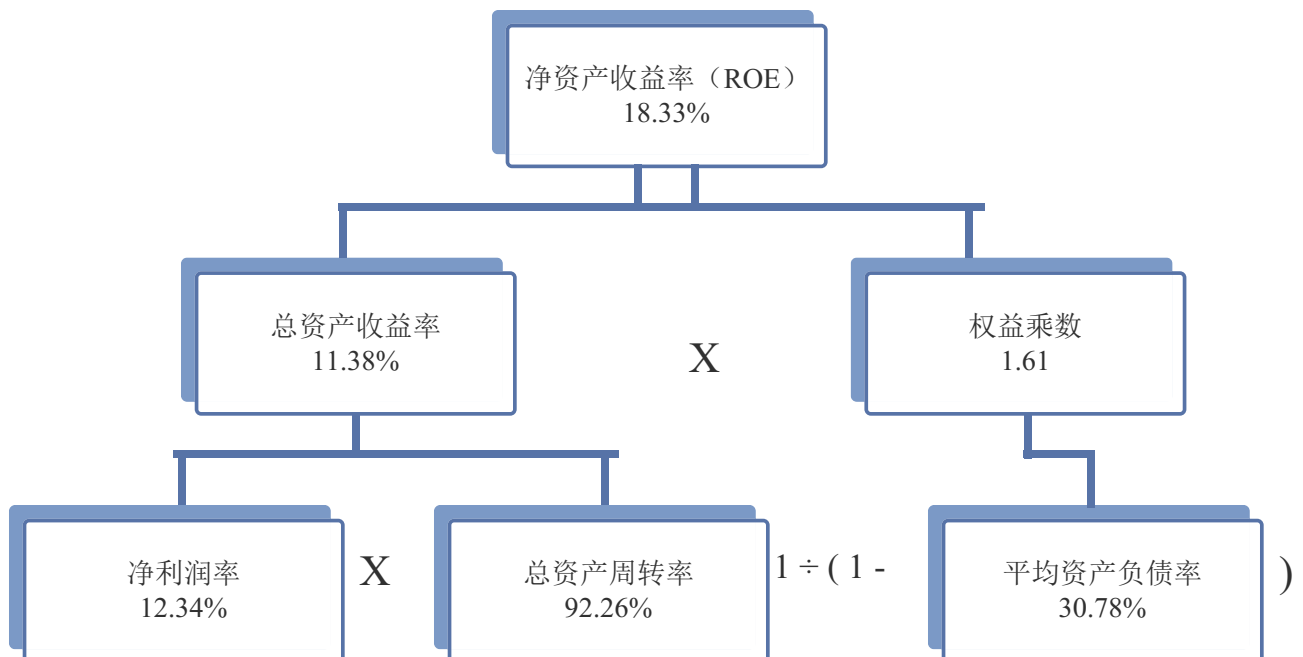 净资产收益率（ROE）
18.33%
总资产收益率
11.38%
X
权益乘数
1.61
净利润率
12.34%
X
总资产周转率
92.26%
1 ÷ ( 1 -
平均资产负债率
30.78%
)